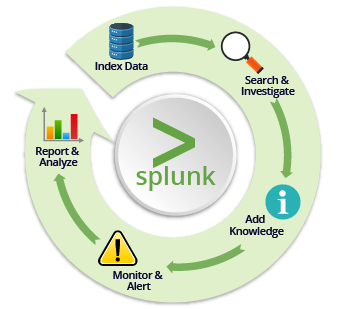 Index Data
Search &
Investigate
Add
Knowledge
Monitor &
Alert
Report &
Analyze
>
splunk